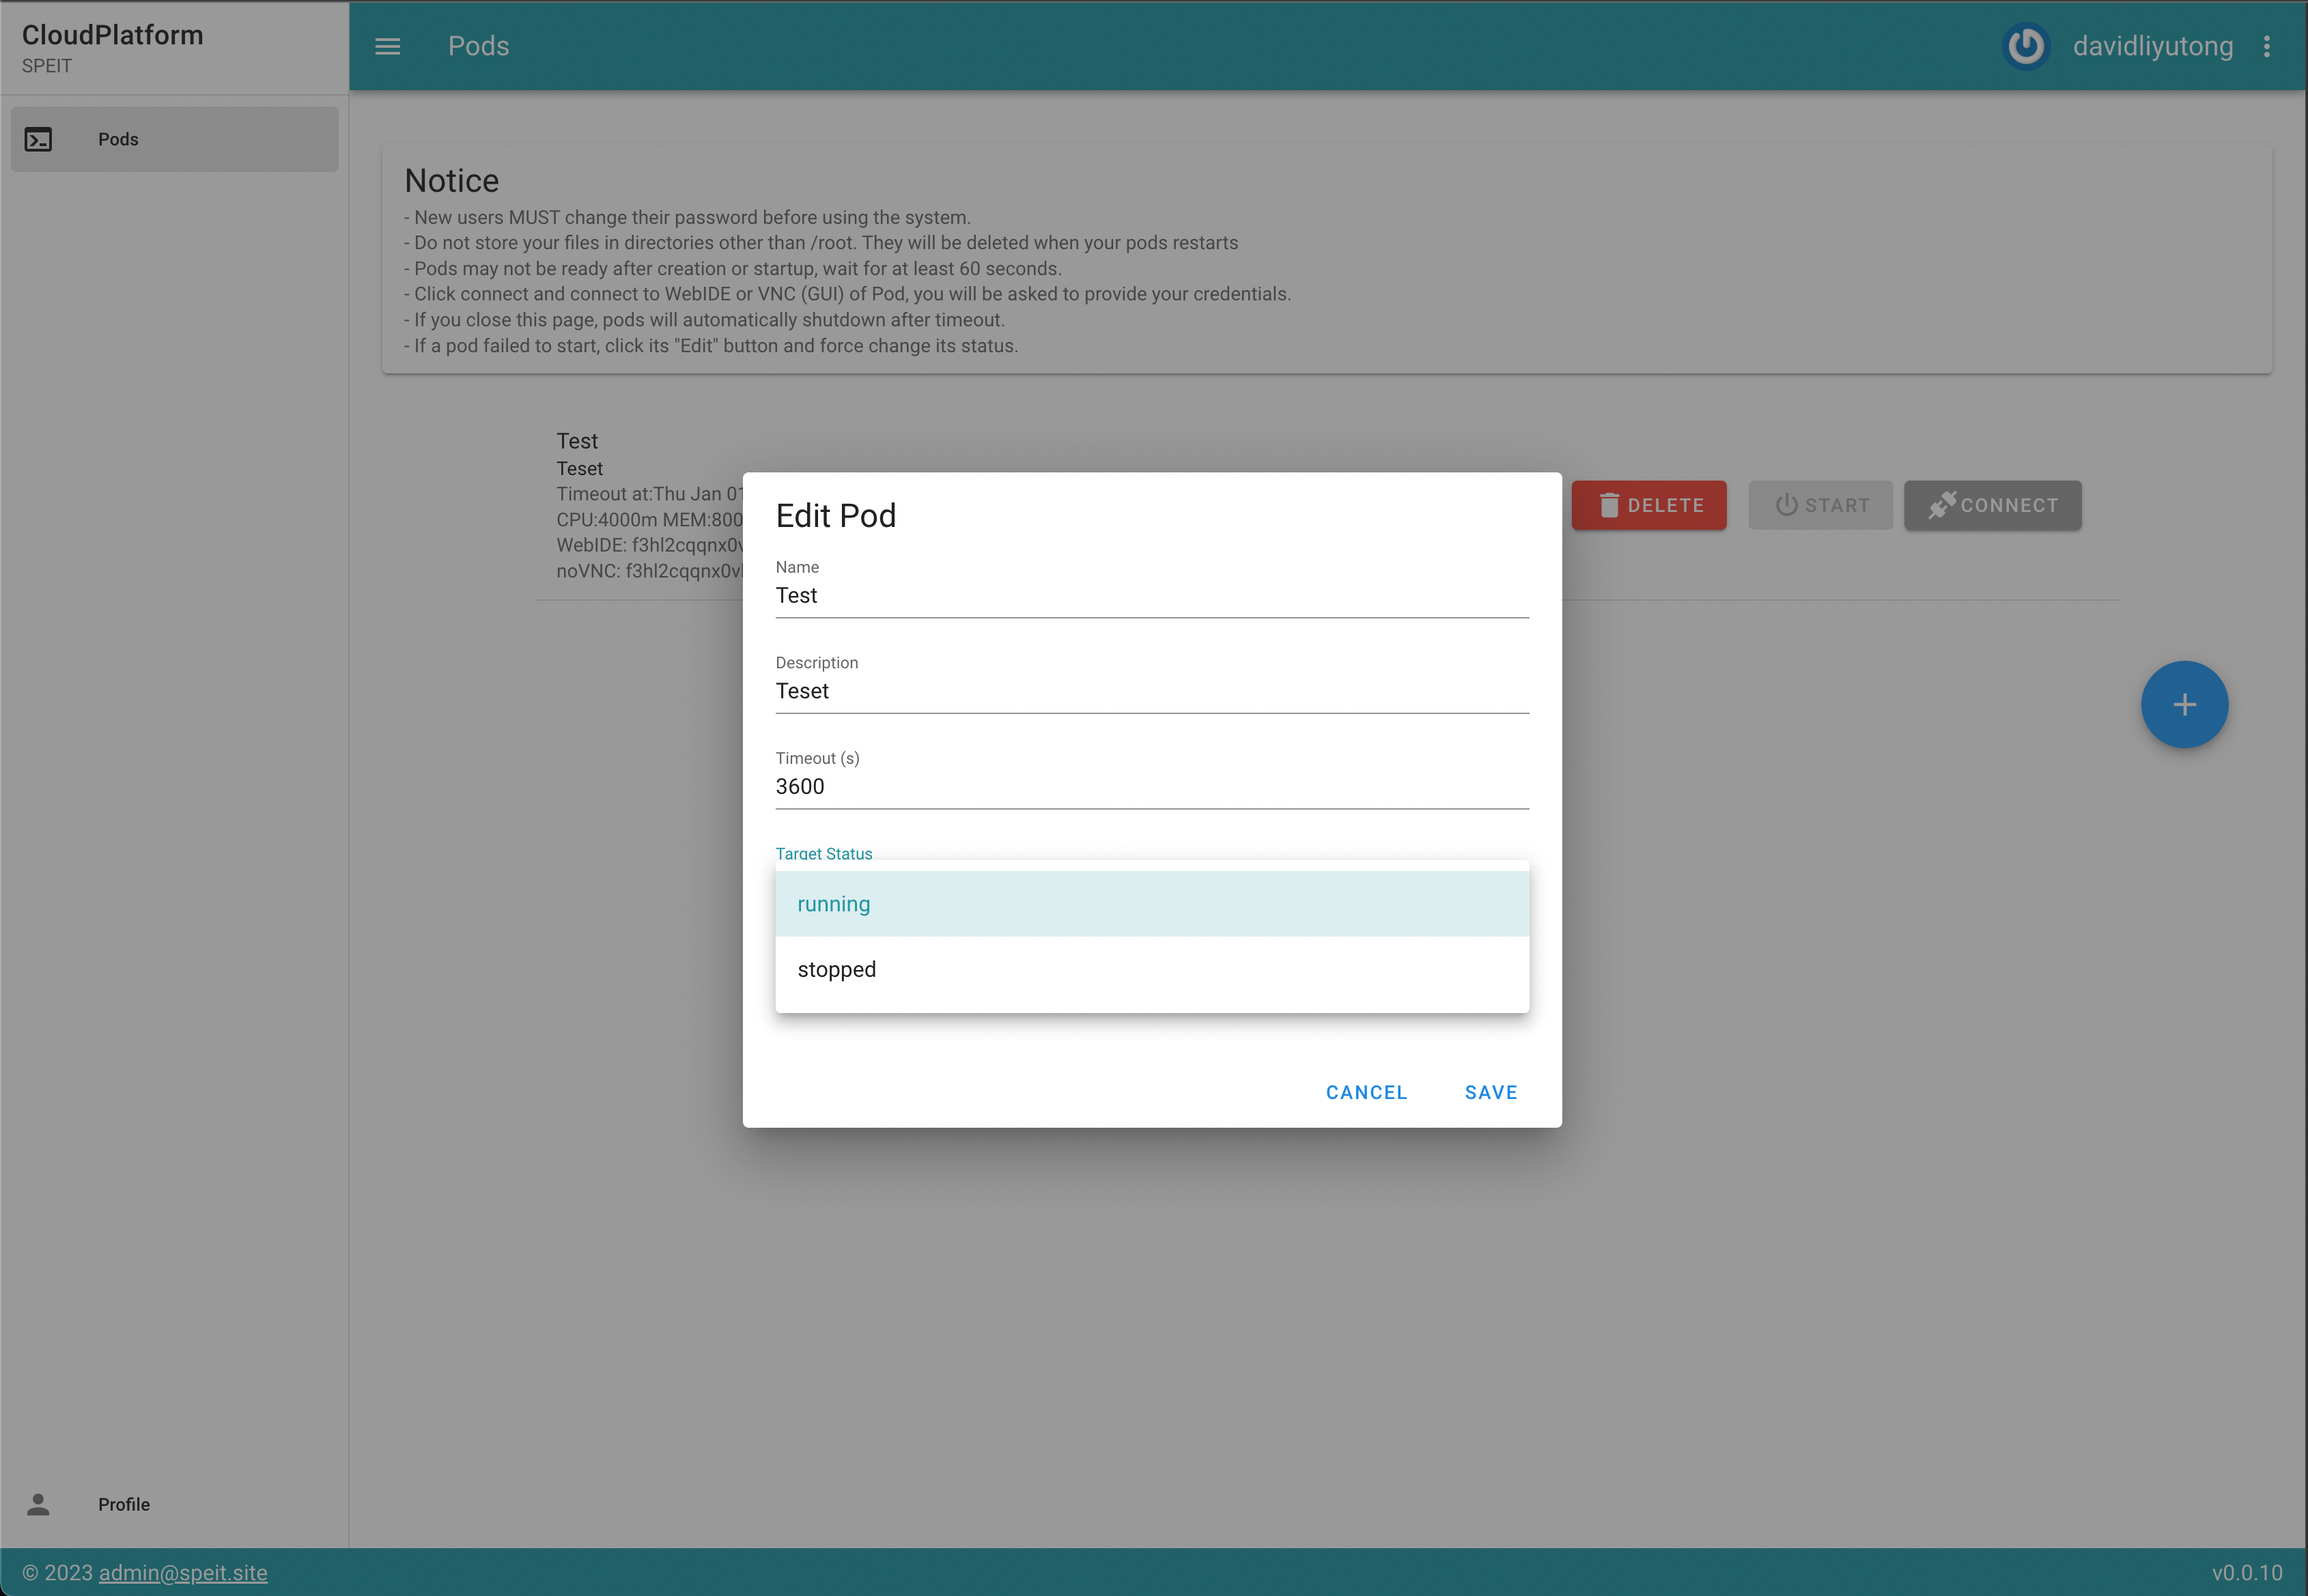 CloudPlatform
SPEIT
Pods
davidliyutong
Pods
Notice
- New users MUST change their password before using the system.
- Do not store your files in directories other than /root. They will be deleted when your pods restarts
- Pods may not be ready after creation or startup, wait for at least 60 seconds.
- Click connect and connect to WebIDE or VNC (GUI) of Pod, you will be asked to provide your credentials.
- If you close this page, pods will automatically shutdown after timeout.
- If a pod failed to start, click its "Edit" button and force change its status.
Test
Teset
Timeout at:Thu Jan 01
CPU:4000m MEM:800
WebIDE: f3hl2cqqnx0v
noVNC: f3hl2cqqnx0vl
DELETE
START
CONNECT
Edit Pod
Name
Test
Description
Teset
Timeout (s)
3600
Target Status
running
stopped
CANCEL
SAVE
Profile
© 2023 admin@speit.site
v0.0.10